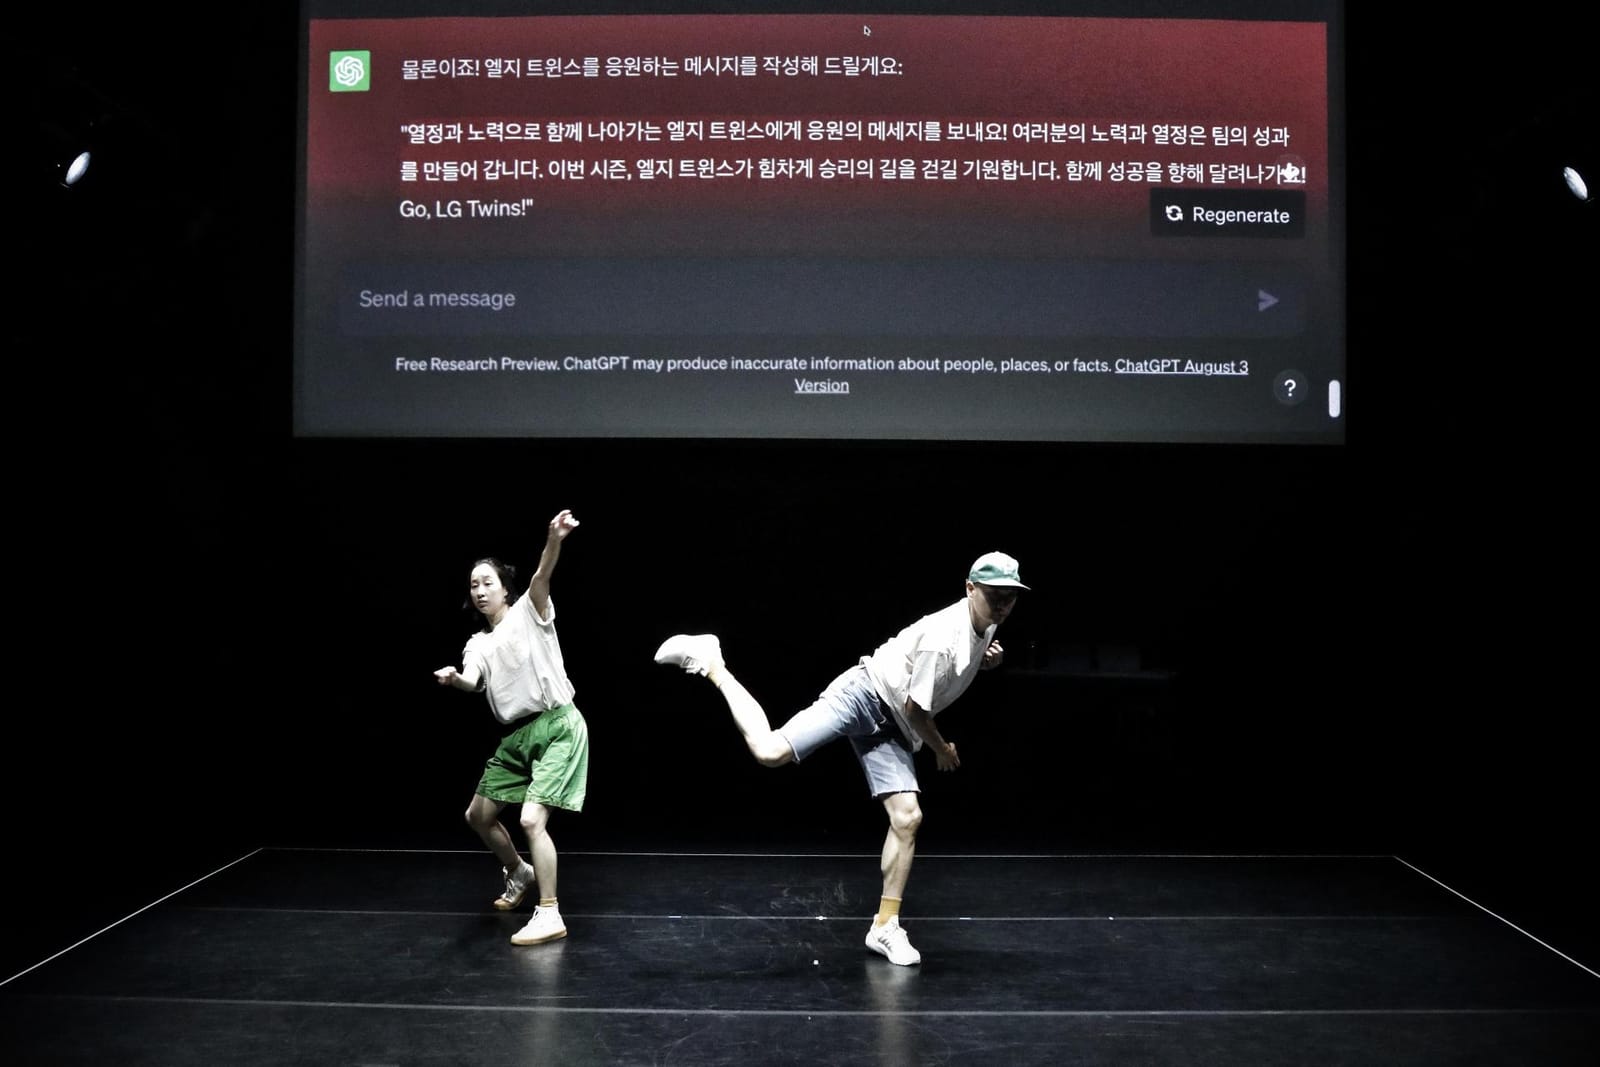 물론이죠! 엘지 트윈스를 응원하는 메시지를 작성해 드릴게요:
"열정과 노력으로 함께 나아가는 엘지 트윈스에게 응원의 메세지를 보내요! 여러분의 노력과 열정은 팀의 성과
를 만들어 갑니다. 이번 시즌, 엘지 트윈스가 힘차게 승리의 길을 걷길 기원합니다. 함께 성공을 향해 달려나가요!
Go, LG Twins!"
Regenerate
Send a message
Free Research Preview. ChatGPT may produce inaccurate information about people, places, or facts. ChatGPT August 3
Version
?